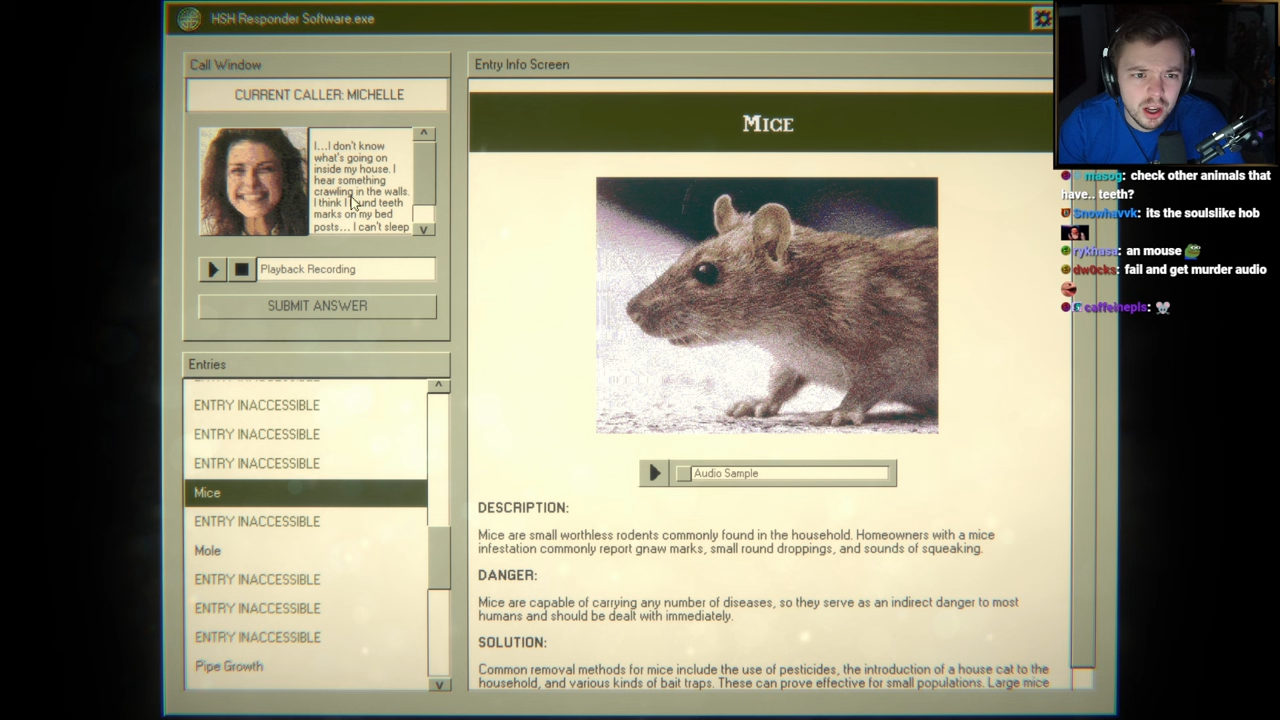 HSH Responder Software.exe
Call Window
CURRENT CALLER: MICHELLE
I...I don't know
what's going on
inside my house. I
hear something
crawling in the walls.
I think I found teeth
marks on my bed
posts... I can't sleep
Playback Recording
SUBMIT ANSWER
Entries
ENTRY INACCESSIBLE
ENTRY INACCESSIBLE
ENTRY INACCESSIBLE
ENTRY INACCESSIBLE
Mice
ENTRY INACCESSIBLE
Mole
ENTRY INACCESSIBLE
ENTRY INACCESSIBLE
ENTRY INACCESSIBLE
Pipe Growth
Entry Info Screen
MICE
Audio Sample
DESCRIPTION:
Mice are small worthless rodents commonly found in the household. Homeowners with a mice
infestation commonly report gnaw marks, small round droppings, and sounds of squeaking.
DANGER:
Mice are capable of carrying any number of diseases, so they serve as an indirect danger to most
humans and should be dealt with immediately.
SOLUTION:
Common removal methods for mice include the use of pesticides, the introduction of a house cat to the
household, and various kinds of bait traps. These can prove effective for small populations. Large mice
masog: check other animals that
have.. teeth?
Snowhavvk: its the soulslike hob
rykhasa: an mouse
dw0cks: fail and get murder audio
caffeinepls: